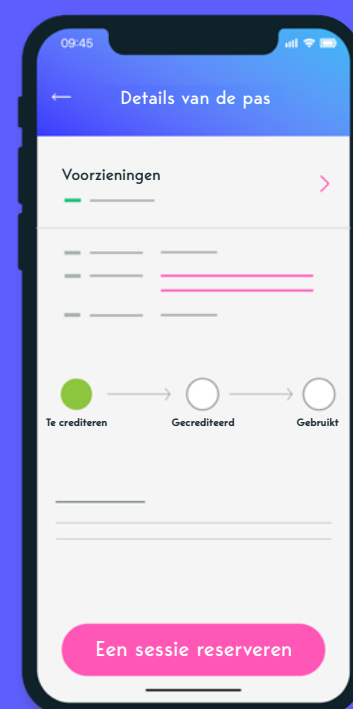 09:45
Details van de pas
Voorzieningen
Te crediteren
Gecrediteerd
Gebruikt
Een sessie reserveren